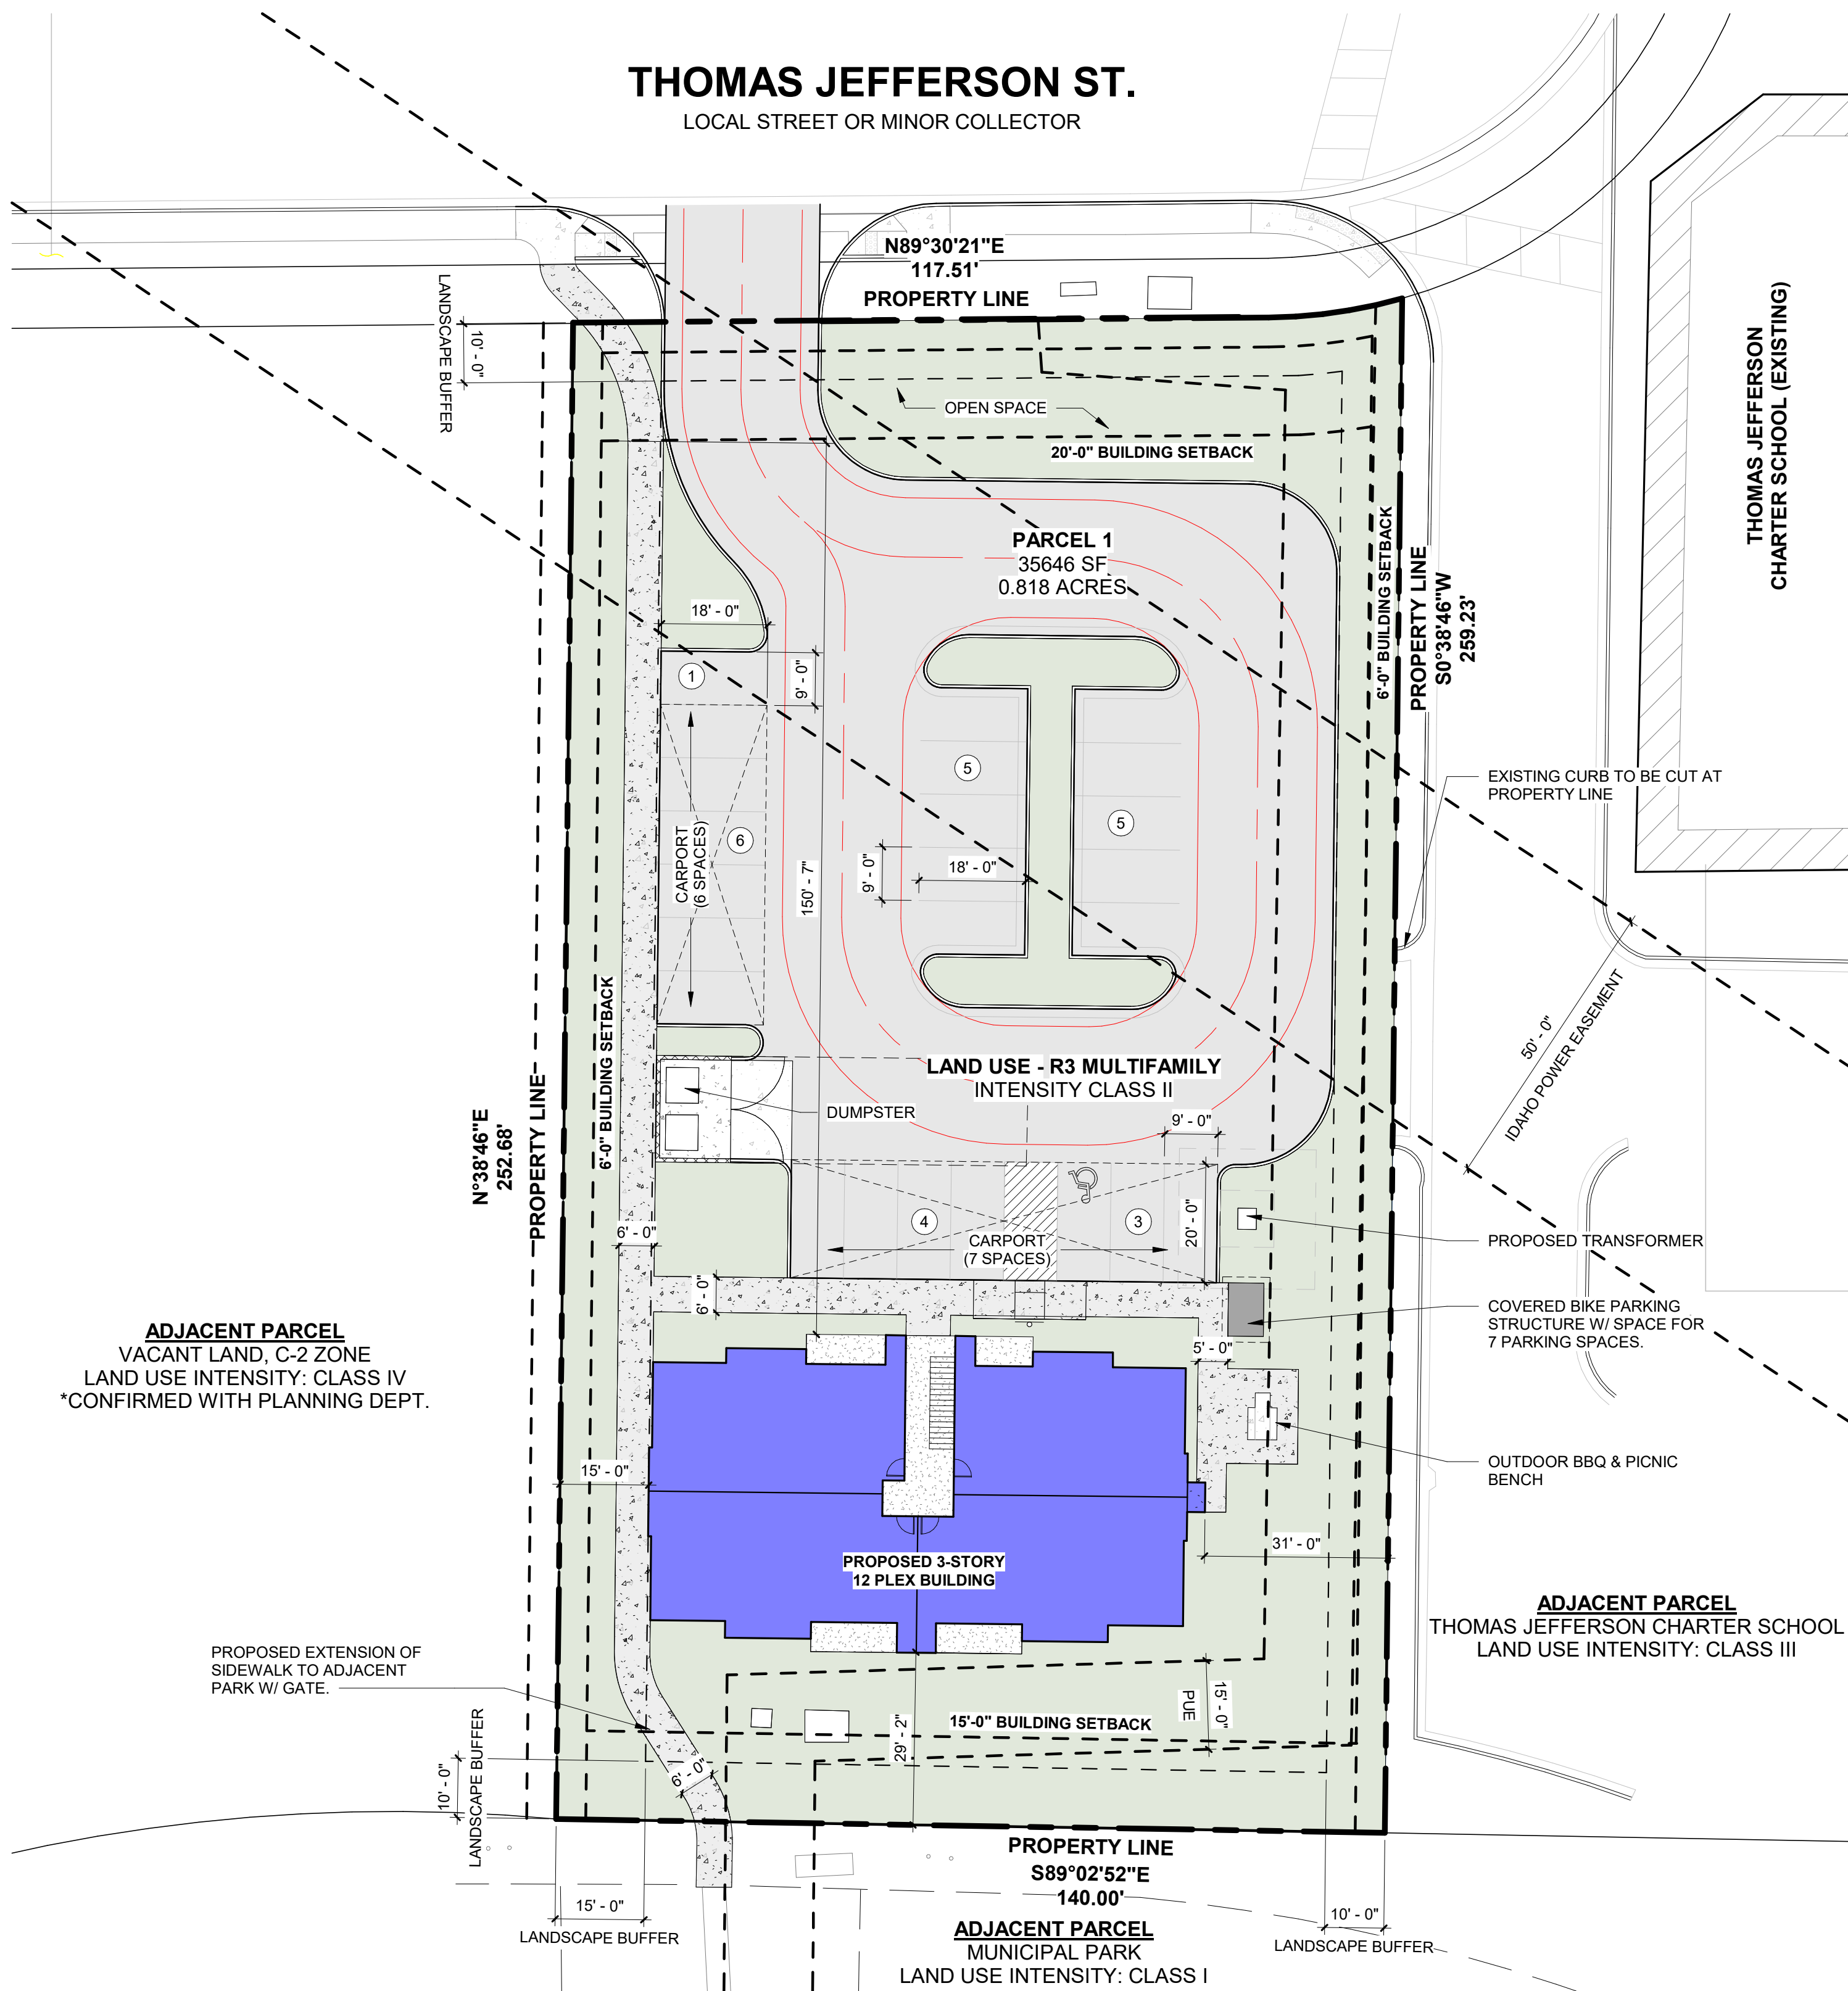 THOMAS JEFFERSON ST.
LOCAL STREET OR MINOR COLLECTOR
N89°30'21"E
117.51'
PROPERTY LINE
LANDSCAPE BUFFER
10' - 0"
OPEN SPACE
20'-0" BUILDING SETBACK
THOMAS JEFFERSON
CHARTER SCHOOL (EXISTING)
PARCEL 1
35646 SF
0.818 ACRES
6'-0" BUILDING SETBACK
PROPERTY LINE
S0°38'46"W
259.23'
18' - 0"
1
9' - 0"
5
5
EXISTING CURB TO BE CUT AT
PROPERTY LINE
CARPORT
(6 SPACES)
6
150' - 7"
9' - 0"
18' - 0"
50' - 0"
IDAHO POWER EASEMENT
6'-0" BUILDING SETBACK
LAND USE - R3 MULTIFAMILY
INTENSITY CLASS II
DUMPSTER
9' - 0"
N°38'46"E
252.68'
PROPERTY LINE
6' - 0"
4
3
20' - 0"
CARPORT
(7 SPACES)
PROPOSED TRANSFORMER
6' - 0"
COVERED BIKE PARKING
STRUCTURE W/ SPACE FOR
7 PARKING SPACES.
ADJACENT PARCEL
VACANT LAND, C-2 ZONE
LAND USE INTENSITY: CLASS IV
*CONFIRMED WITH PLANNING DEPT.
5' - 0"
15' - 0"
OUTDOOR BBQ & PICNIC
BENCH
31' - 0"
PROPOSED 3-STORY
12 PLEX BUILDING
ADJACENT PARCEL
THOMAS JEFFERSON CHARTER SCHOOL
LAND USE INTENSITY: CLASS III
PROPOSED EXTENSION OF
SIDEWALK TO ADJACENT
PARK W/ GATE.
PUE
15' - 0"
15'-0" BUILDING SETBACK
29' - 2"
10' - 0"
LANDSCAPE BUFFER
6' - 0"
PROPERTY LINE
S89°02'52"E
140.00'
15' - 0"
LANDSCAPE BUFFER
10' - 0"
LANDSCAPE BUFFER
ADJACENT PARCEL
MUNICIPAL PARK
LAND USE INTENSITY: CLASS I